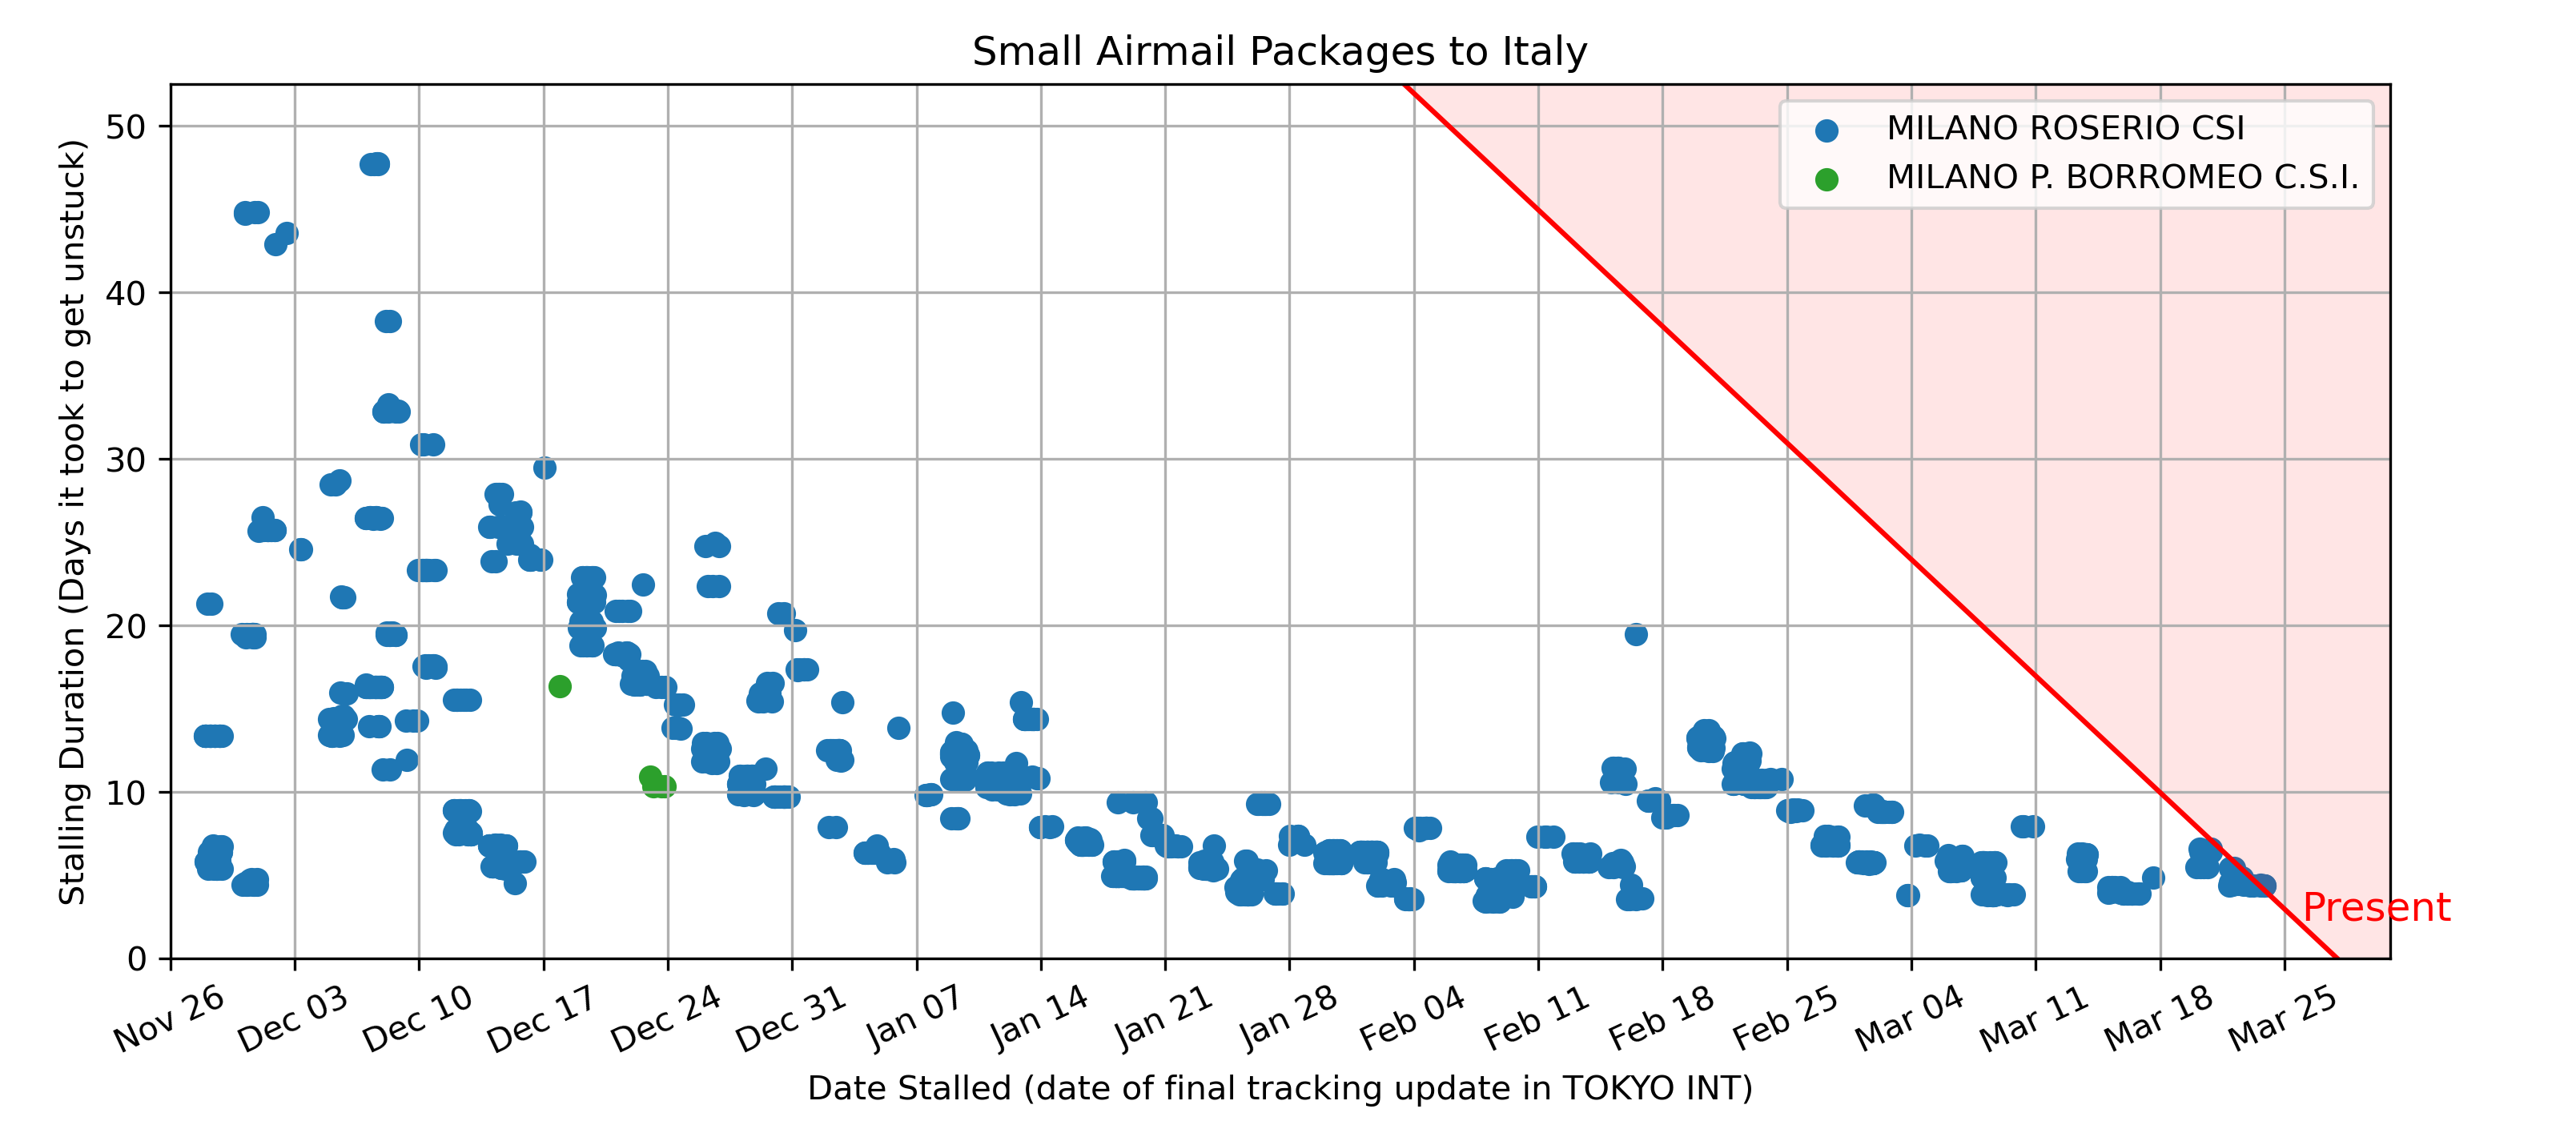 Small Airmail Packages to Italy
Stalling Duration (Days it took to get unstuck)
50
40
30
20
10
0
MILANO ROSERIO CSI
MILANO P. BORROMEO C.S.I.
Present
Nov 26 Dec 03 Dec 10 Dec 17 Dec 24 Dec 31 Jan 07 Jan 14 Jan 21 Jan 28 Feb 04 Feb 11 Feb 18 Feb 25 Mar 04 Mar 11 Mar 18 Mar 25
Date Stalled (date of final tracking update in TOKYO INT)